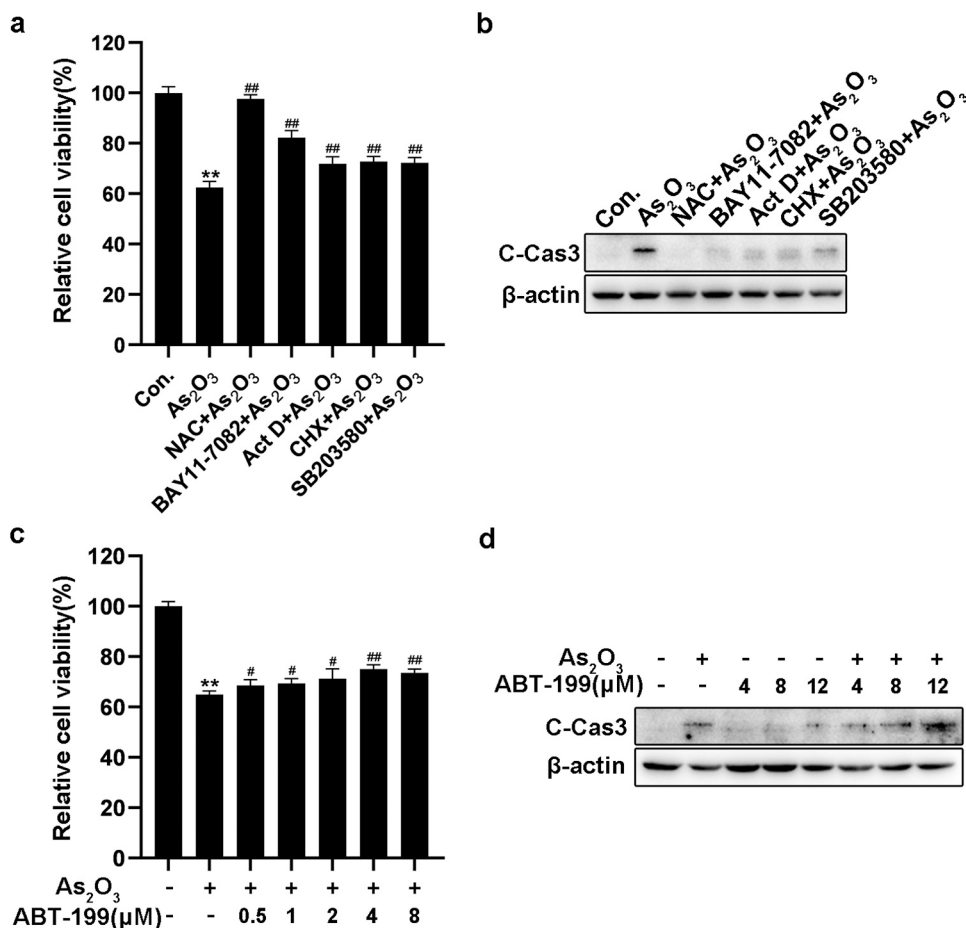 a
Relative cell viability(%)
120
100
80
60
40
20
0
**
##
##
##
##
##
Con.
As₂O₃
NAC+As₂O₃
BAY11-7082+As₂O₃
Act D+As₂O₃
CHX+As₂O₃
SB203580+As₂O₃
b
Con.
As₂O₃
NAC+As₂O₃
BAY11-7082+As₂O₃
Act D+As₂O₃
CHX+As₂O₃
SB203580+As₂O₃
C-Cas3
β-actin
c
Relative cell viability(%)
120
100
80
60
40
20
0
**
#
#
#
##
##
As₂O₃ - + + + + + +
ABT-199(μM) - - 0.5 1 2 4 8
d
As₂O₃ - + - - - + + +
ABT-199(μM) - - 4 8 12 4 8 12
C-Cas3
β-actin